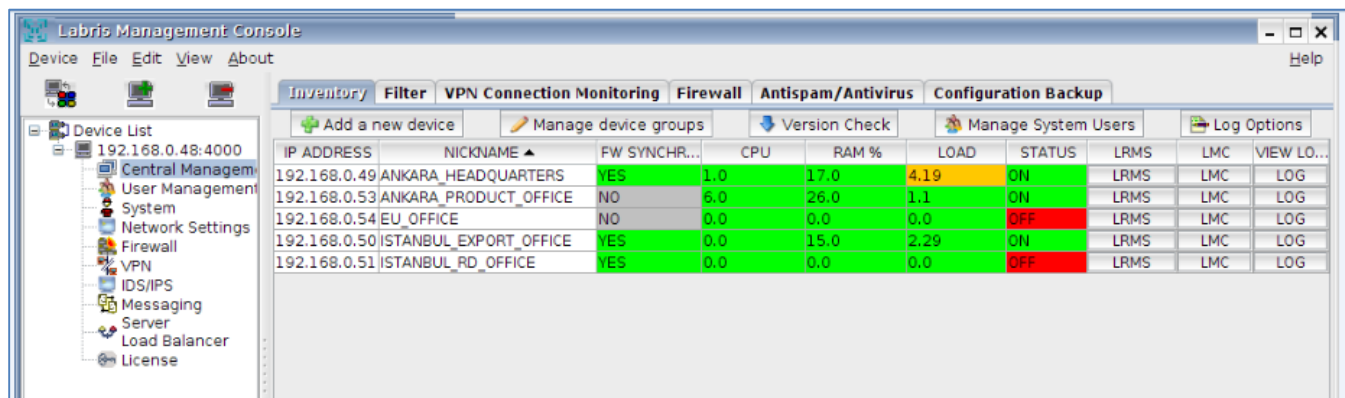 Labris Management Console
Device File Edit View About Help
Inventory Filter VPN Connection Monitoring Firewall Antispam/Antivirus Configuration Backup
Add a new device Manage device groups Version Check Manage System Users Log Options
Device List
192.168.0.48:4000
Central Managem
User Management
System
Network Settings
Firewall
VPN
IDS/IPS
Messaging
Server
Load Balancer
License
IP ADDRESS NICKNAME ▲ FW SYNCHR... CPU RAM % LOAD STATUS LRMS LMC VIEW LO...
192.168.0.49 ANKARA_HEADQUARTERS YES 1.0 17.0 4.19 ON LRMS LMC LOG
192.168.0.53 ANKARA_PRODUCT_OFFICE NO 6.0 26.0 1.1 ON LRMS LMC LOG
192.168.0.54 EU_OFFICE NO 0.0 0.0 0.0 OFF LRMS LMC LOG
192.168.0.50 ISTANBUL_EXPORT_OFFICE YES 0.0 15.0 2.29 ON LRMS LMC LOG
192.168.0.51 ISTANBUL_RD_OFFICE YES 0.0 0.0 0.0 OFF LRMS LMC LOG